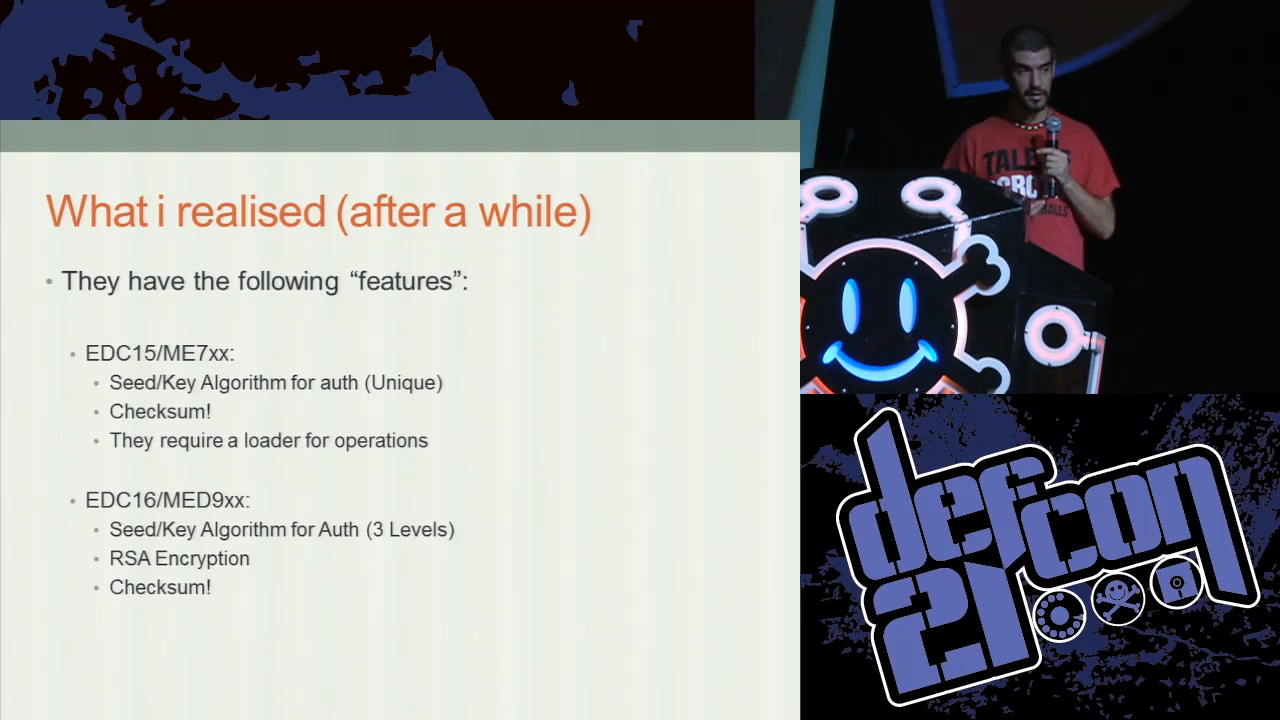 What i realised (after a while)
• They have the following “features”:
• EDC15/ME7xx:
• Seed/Key Algorithm for auth (Unique)
• Checksum!
• They require a loader for operations
• EDC16/MED9xx:
• Seed/Key Algorithm for Auth (3 Levels)
• RSA Encryption
• Checksum!
defcon
21